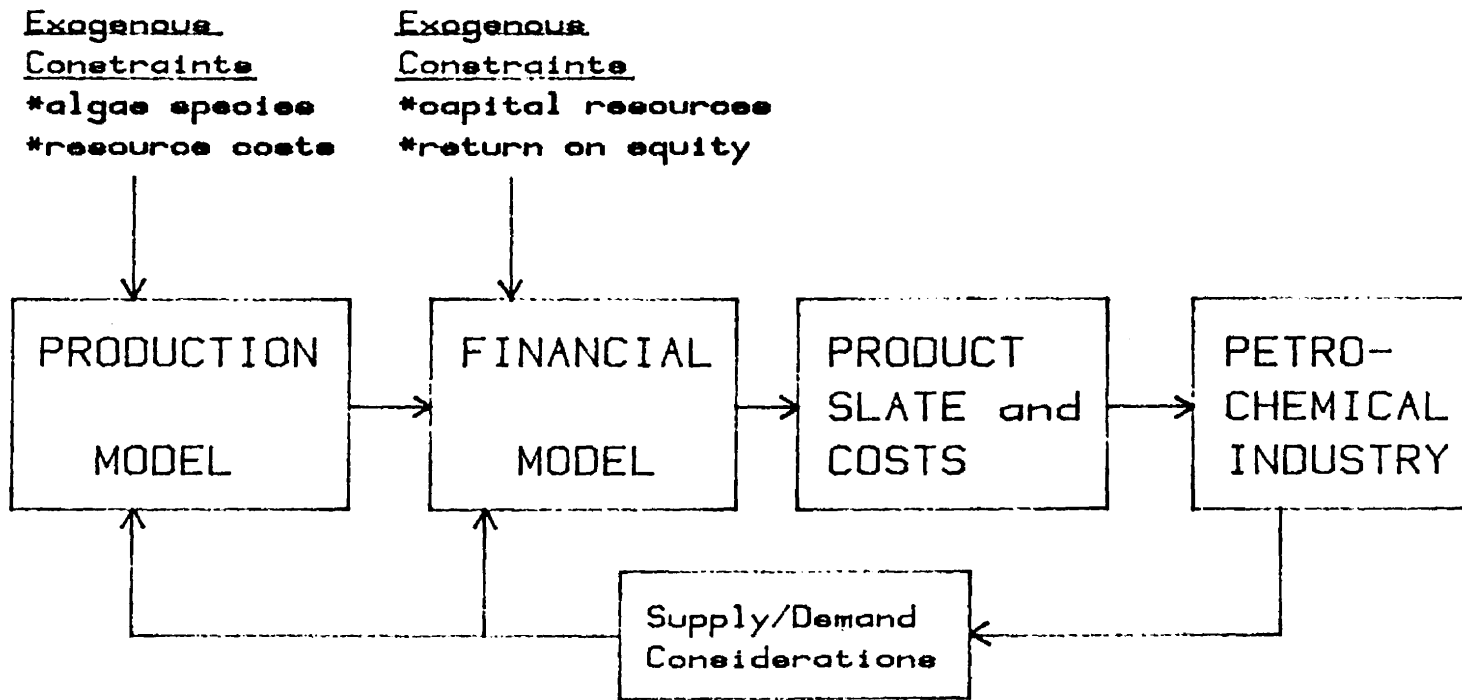 Exogenous
Constraints
*algae species
*resource costs
Exogenous
Constraints
*capital resources
*return on equity
PRODUCTION
MODEL
FINANCIAL
MODEL
PRODUCT
SLATE and
COSTS
PETRO-
CHEMICAL
INDUSTRY
Supply/Demand
Considerations